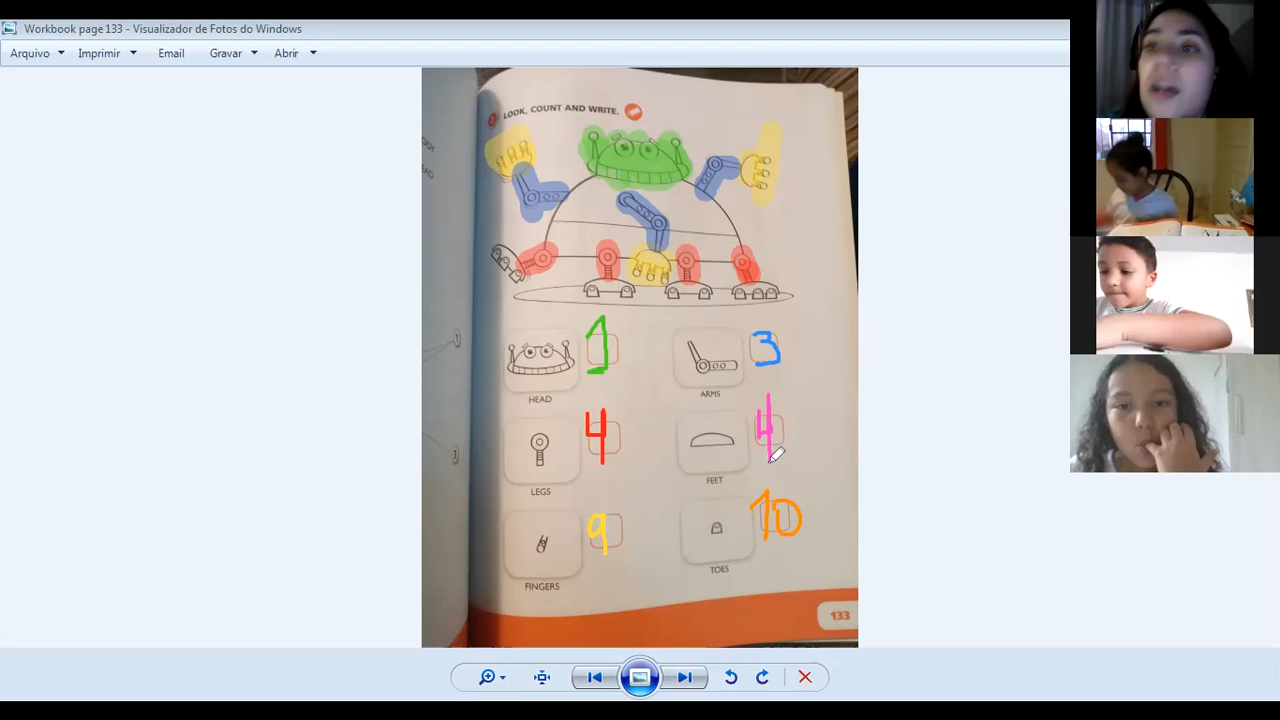 Workbook page 133 - Visualizador de Fotos do Windows
Arquivo Imprimir Email Gravar Abrir
2 LOOK, COUNT AND WRITE.
1 3
HEAD ARMS
4 4
LEGS FEET
9 10
FINGERS TOES
133